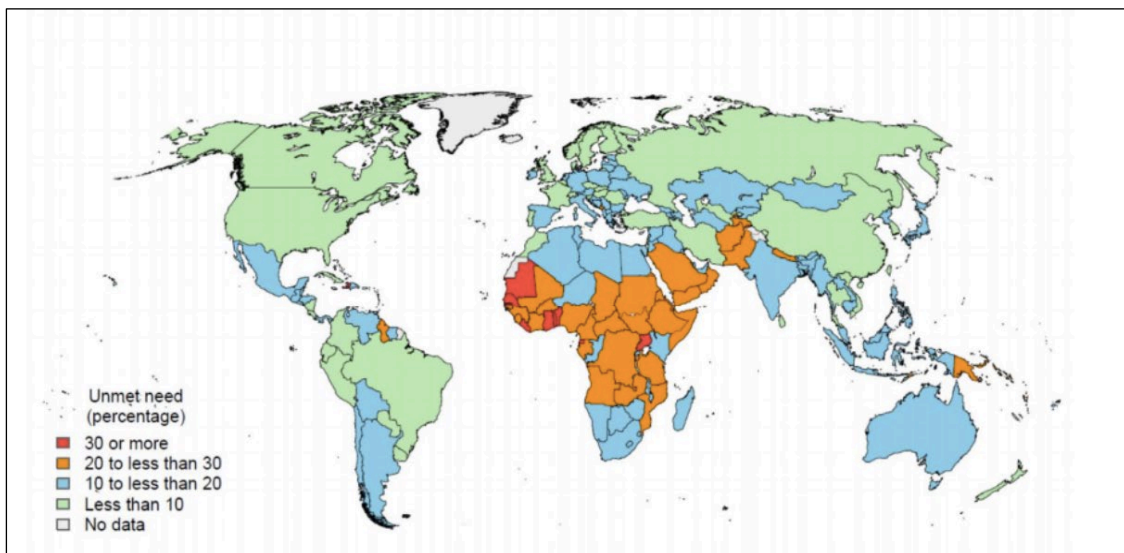 Unmet need
(percentage)
30 or more
20 to less than 30
10 to less than 20
Less than 10
No data